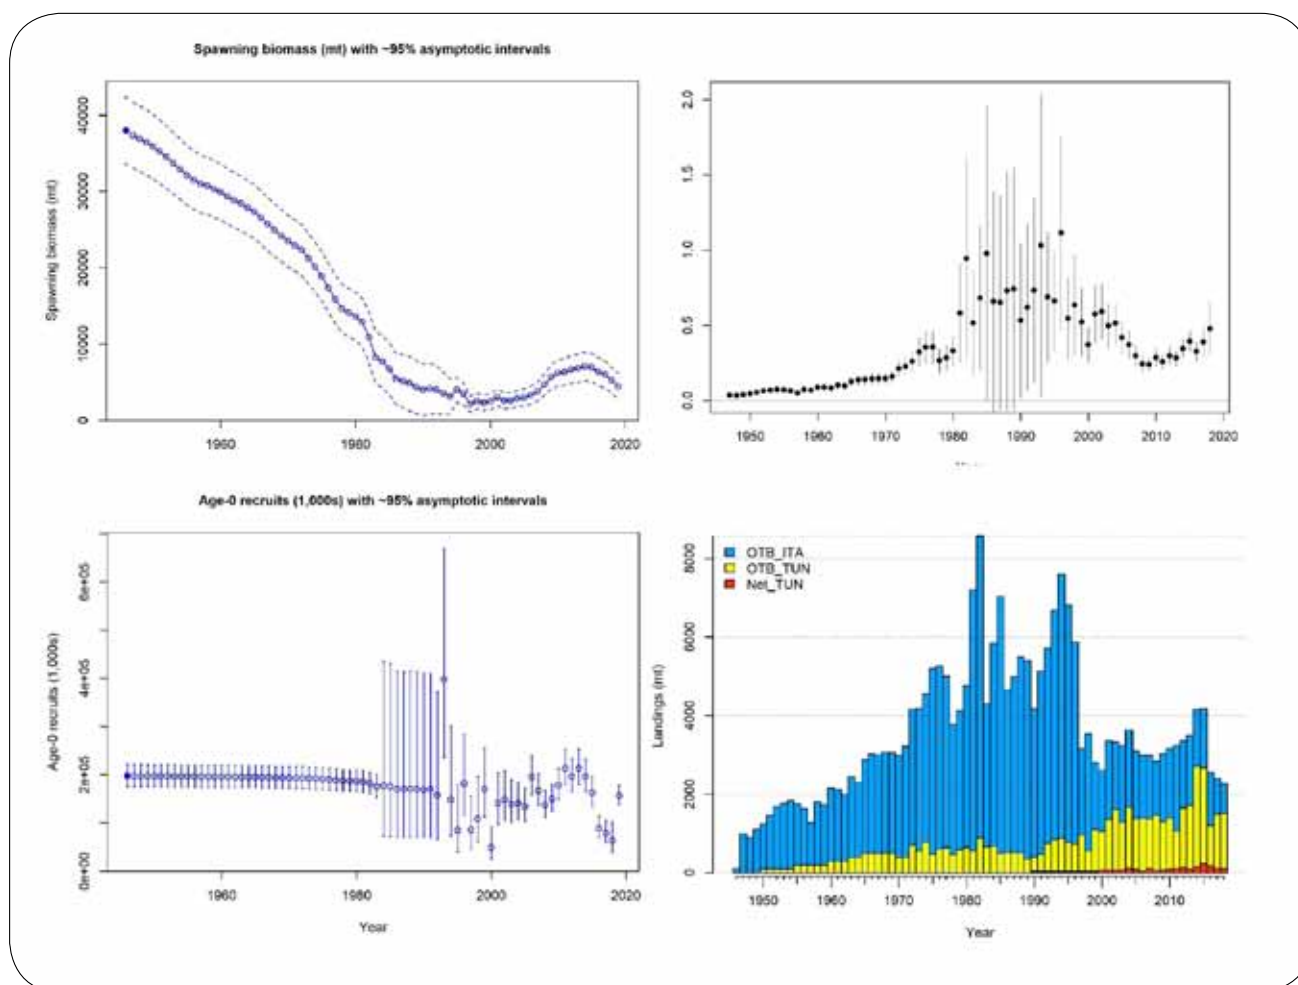 Spawning biomass (mt) with ~95% asymptotic intervals
Spawning biomass (mt)
0
10000
20000
30000
40000
1960
1980
2000
2020
0.0
0.5
1.0
1.5
2.0
1950
1960
1970
1980
1990
2000
2010
2020
Age-0 recruits (1,000s) with ~95% asymptotic intervals
Age-0 recruits (1,000s)
0e+00
2e+05
4e+05
6e+05
1960
1980
2000
2020
Year
OTB_ITA
OTB_TUN
Net_TUN
Landings (mt)
0
2000
4000
6000
8000
1950
1960
1970
1980
1990
2000
2010
Year